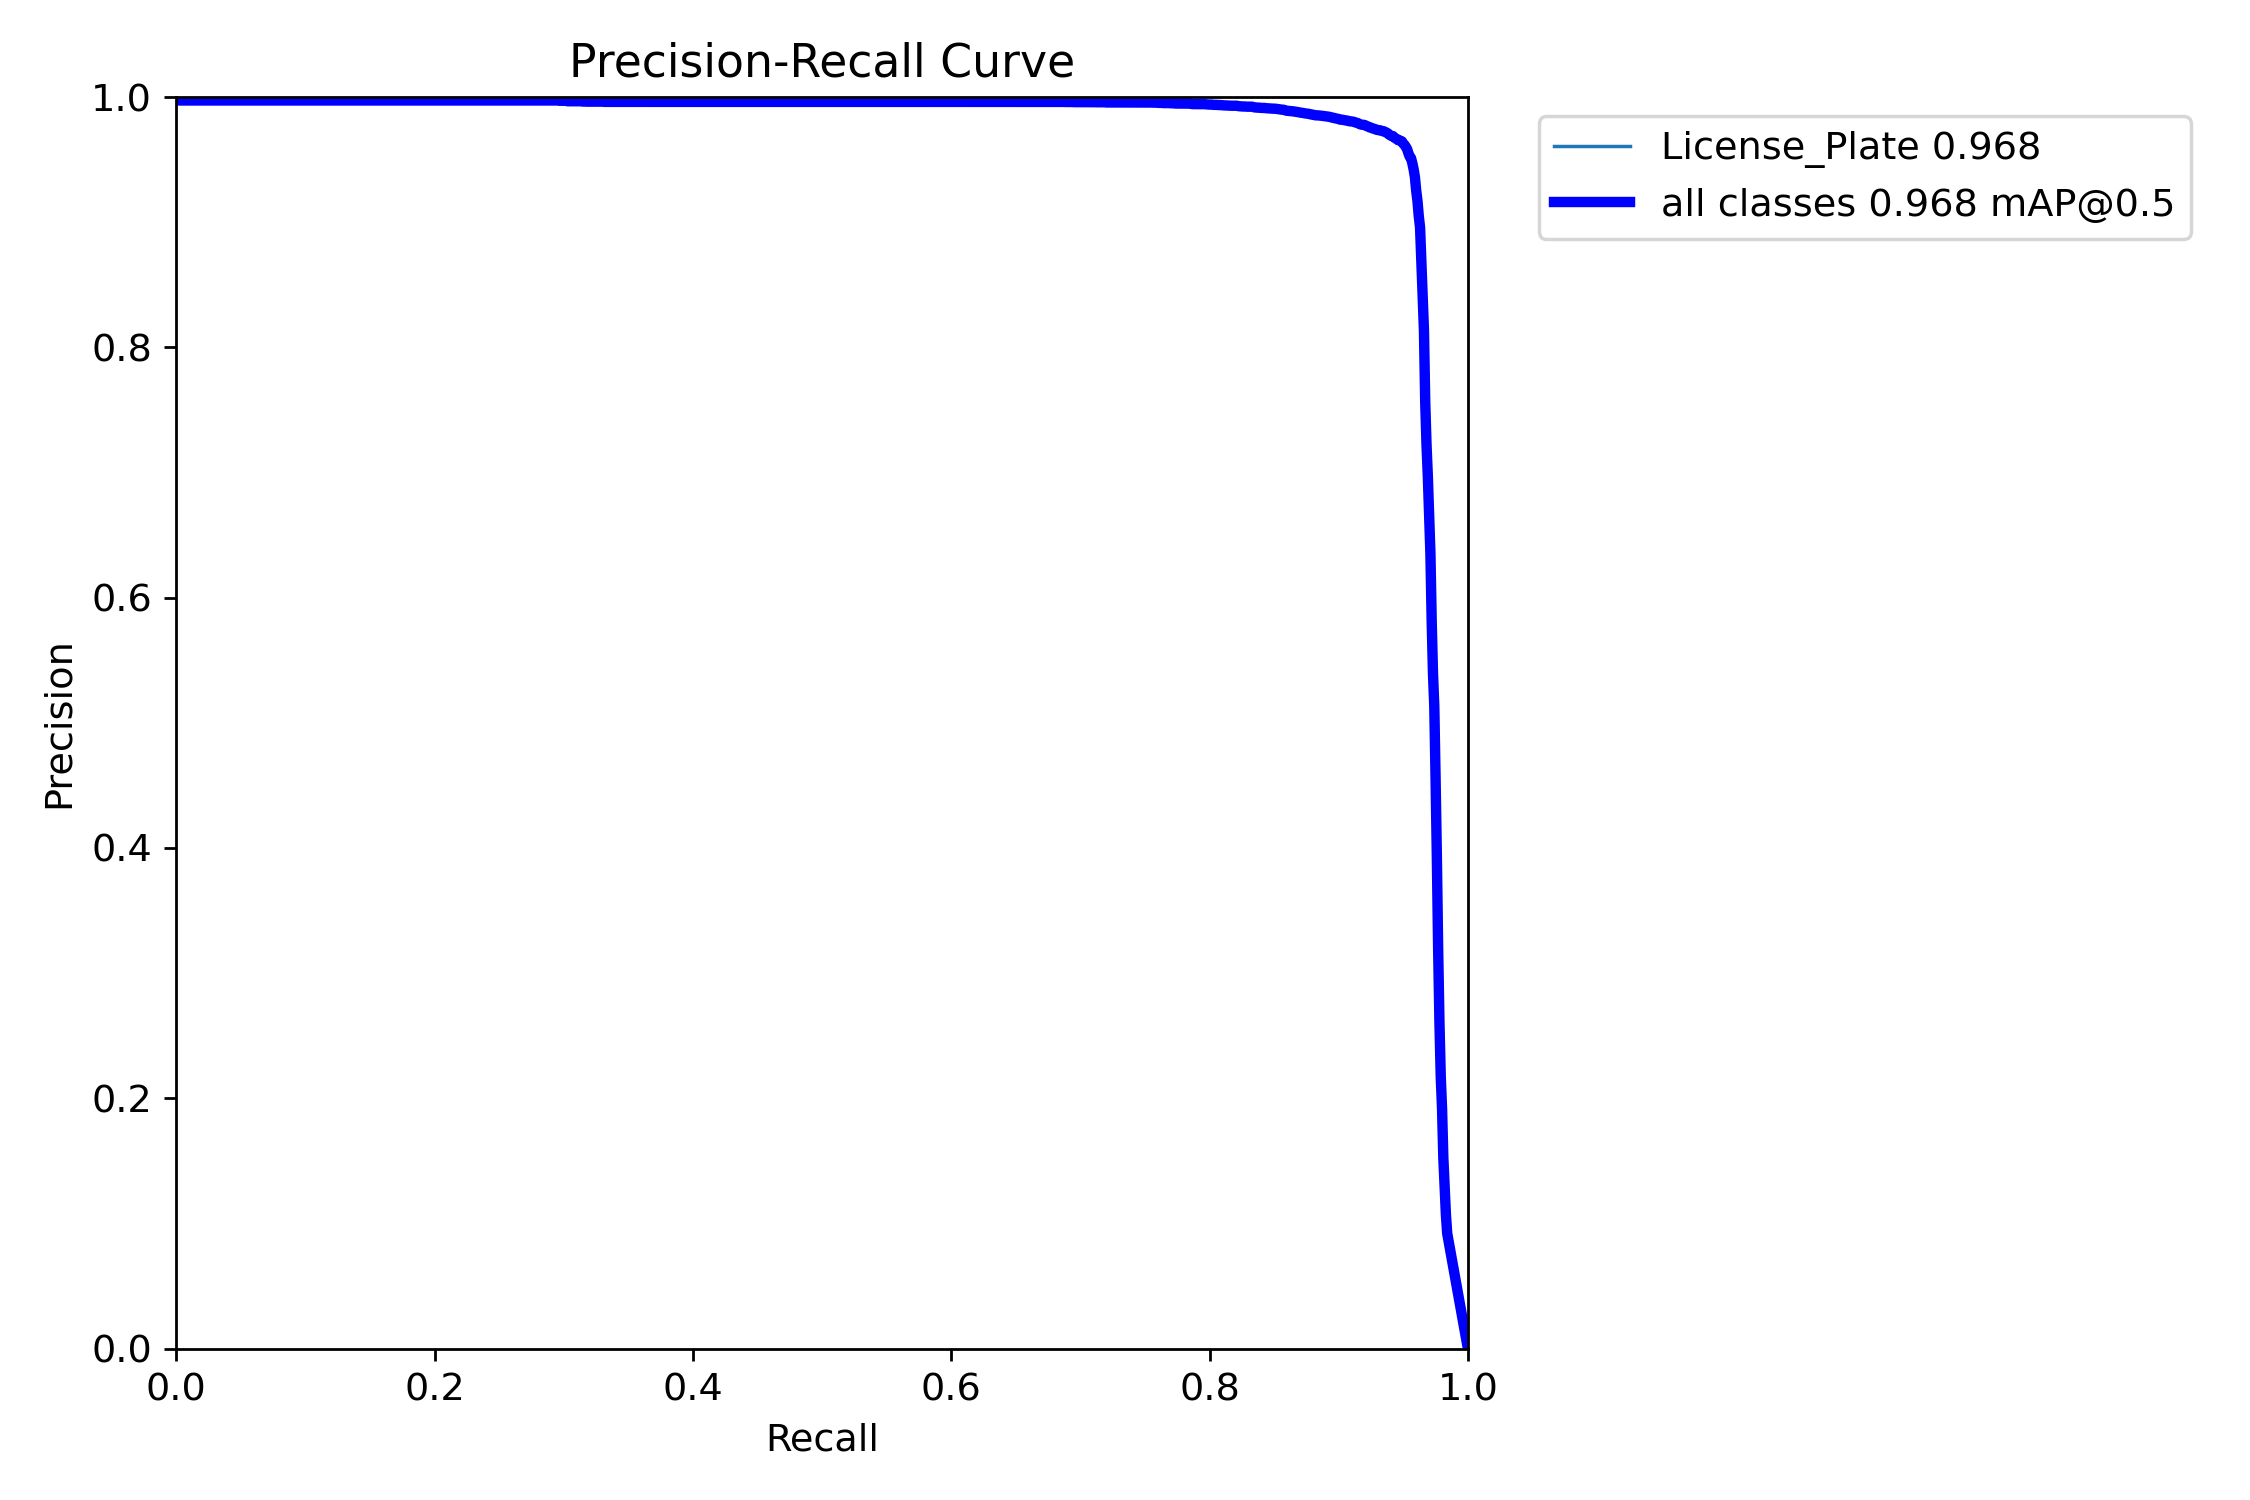 Precision-Recall Curve
1.0
0.8
0.6
0.4
0.2
0.0
Precision
0.0 0.2 0.4 0.6 0.8 1.0
Recall
License_Plate 0.968
all classes 0.968 mAP@0.5